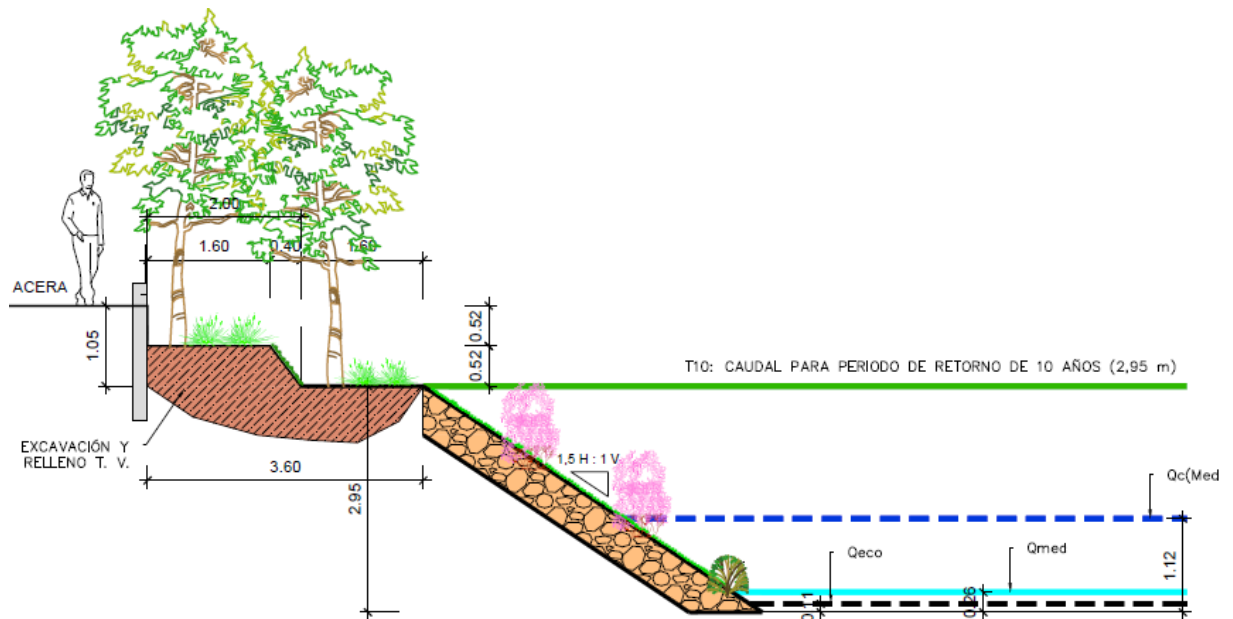 2.00
1.60 0.40 1.60
ACERA
1.05
0.52
0.52
T10: CAUDAL PARA PERIODO DE RETORNO DE 10 AÑOS (2,95 m)
EXCAVACIÓN Y
RELLENO T. V.
3.60
2.95
1,5 H : 1 V.
Qc(Med
Qeco
Qmed
1.12
0.11
0.26